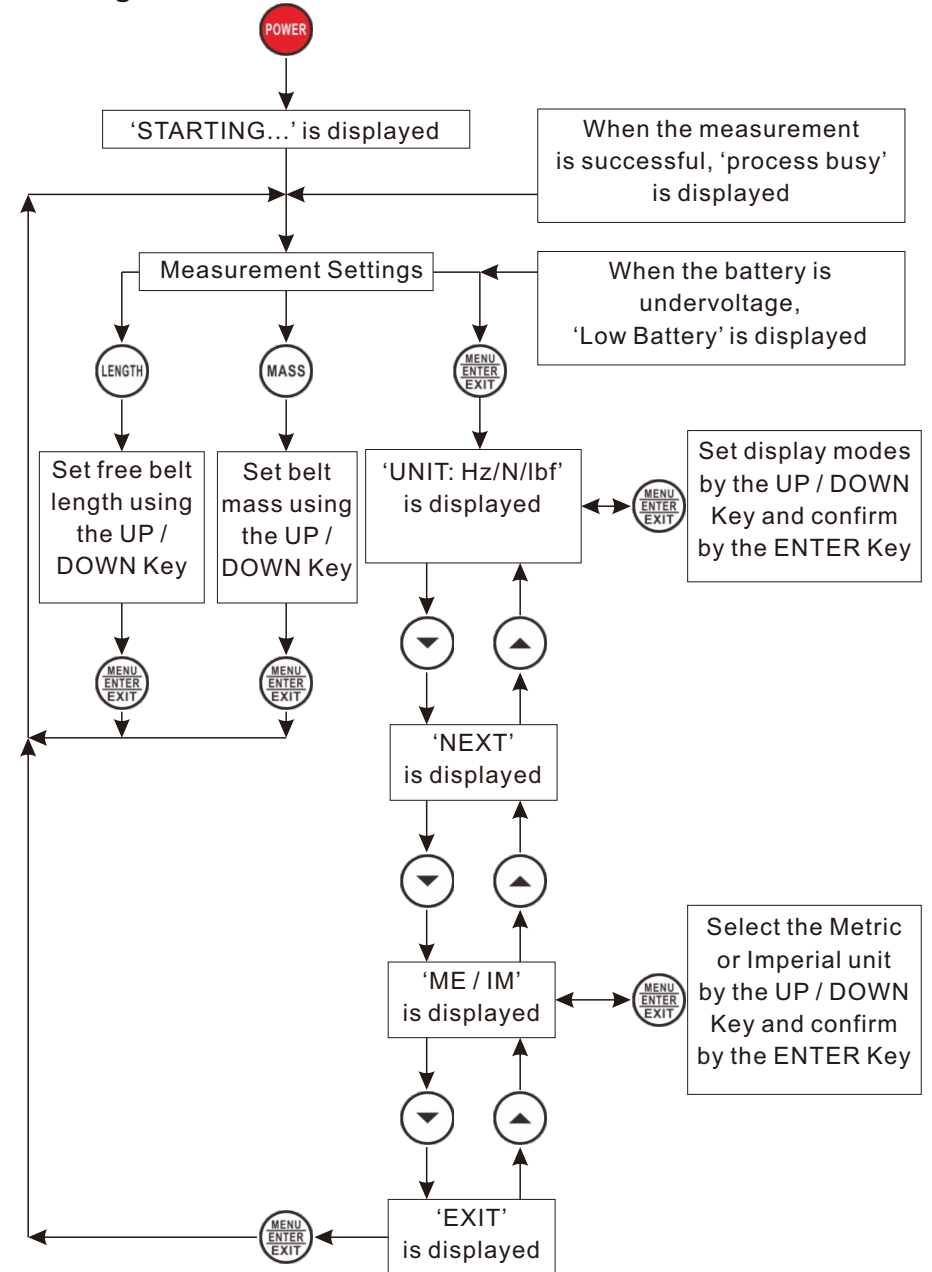 POWER
‘STARTING...’ is displayed
When the measurement
is successful, ‘process busy’
is displayed
Measurement Settings
When the battery is
undervoltage,
‘Low Battery’ is displayed
LENGTH
MASS
MENU
ENTER
EXIT
Set free belt
length using
the UP /
DOWN Key
Set belt
mass using
the UP /
DOWN Key
‘UNIT: Hz/N/lbf’
is displayed
MENU
ENTER
EXIT
Set display modes
by the UP / DOWN
Key and confirm
by the ENTER Key
MENU
ENTER
EXIT
MENU
ENTER
EXIT
‘NEXT’
is displayed
‘ME / IM’
is displayed
MENU
ENTER
EXIT
Select the Metric
or Imperial unit
by the UP / DOWN
Key and confirm
by the ENTER Key
MENU
ENTER
EXIT
‘EXIT’
is displayed